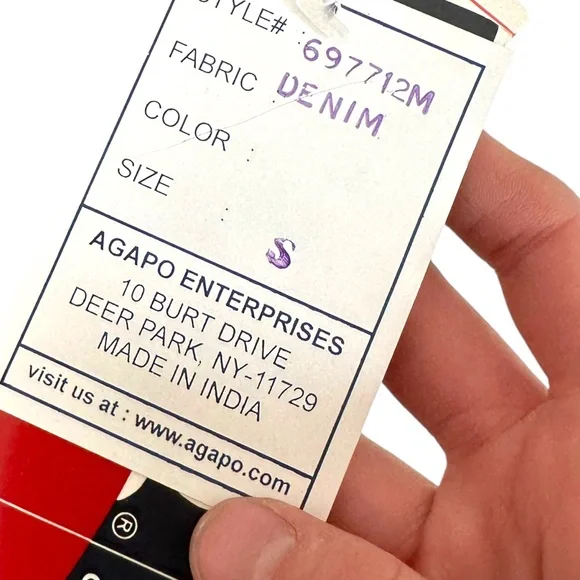 STYLE# : 697712M
FABRIC : DENIM
COLOR :
SIZE : S
AGAPO ENTERPRISES
10 BURT DRIVE
DEER PARK, NY-11729
MADE IN INDIA
visit us at : www.agapo.com
®